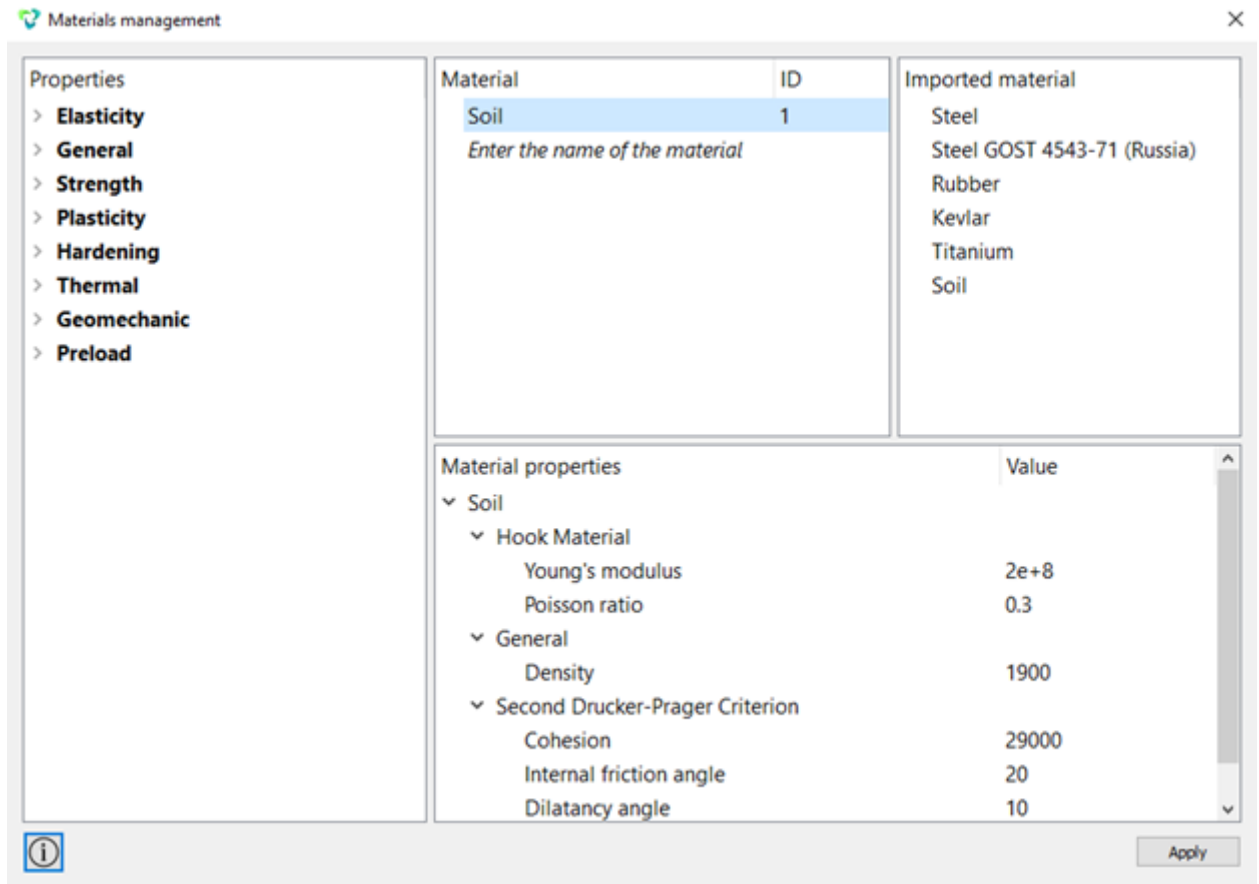 Materials management
Properties
Elasticity
General
Strength
Plasticity
Hardening
Thermal
Geomechanic
Preload
Material ID
Soil 1
Enter the name of the material
Imported material
Steel
Steel GOST 4543-71 (Russia)
Rubber
Kevlar
Titanium
Soil
Material properties Value
Soil
Hook Material
Young's modulus 2e+8
Poisson ratio 0.3
General
Density 1900
Second Drucker-Prager Criterion
Cohesion 29000
Internal friction angle 20
Dilatancy angle 10
Apply